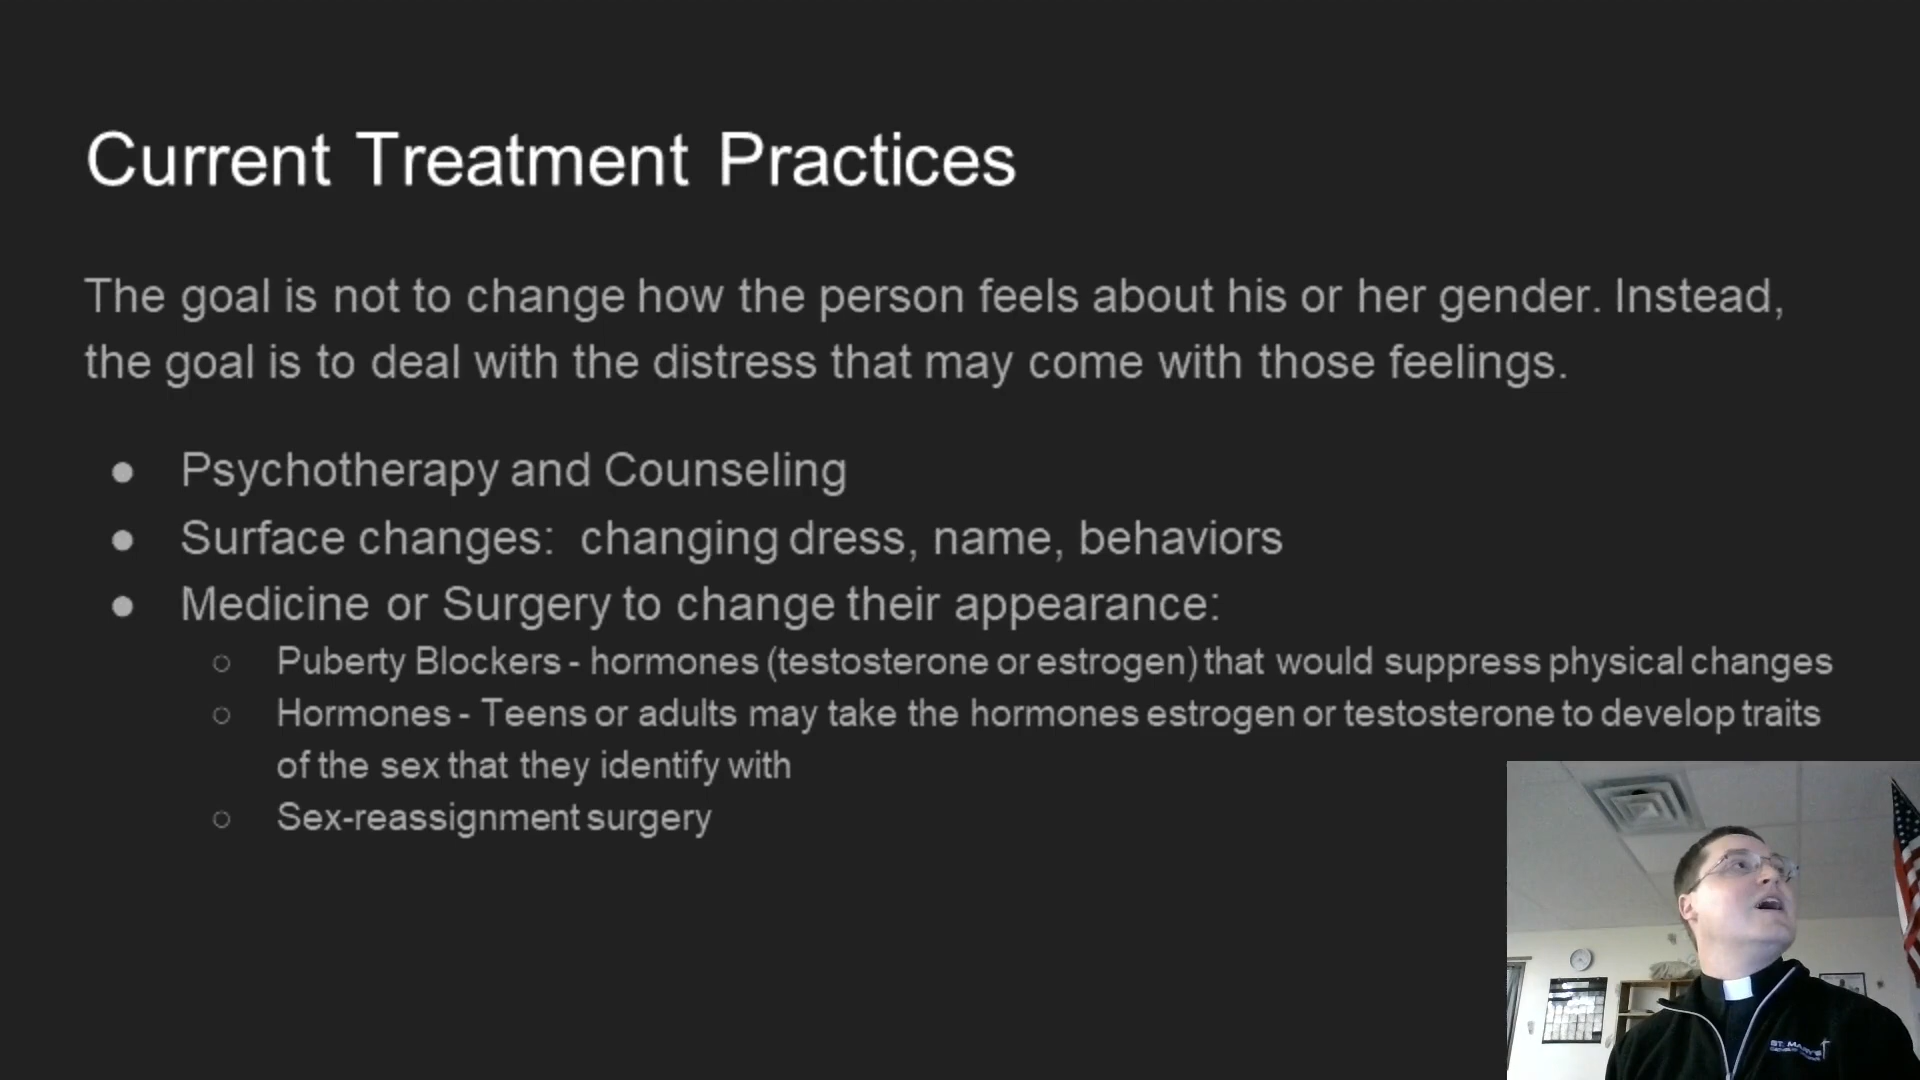 Current Treatment Practices
The goal is not to change how the person feels about his or her gender. Instead,
the goal is to deal with the distress that may come with those feelings.
● Psychotherapy and Counseling
● Surface changes:  changing dress, name, behaviors
● Medicine or Surgery to change their appearance:
○ Puberty Blockers - hormones (testosterone or estrogen) that would suppress physical changes
○ Hormones - Teens or adults may take the hormones estrogen or testosterone to develop traits
of the sex that they identify with
○ Sex-reassignment surgery
ST. MARY'S